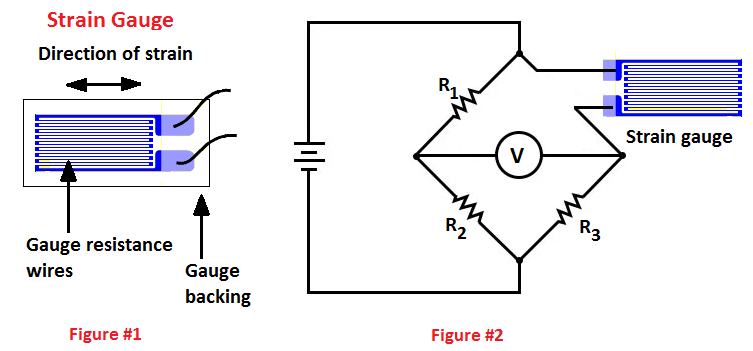 Strain Gauge
Direction of strain
Gauge resistance
wires
Gauge
backing
Figure #1
R1
V
Strain gauge
R2
R3
Figure #2